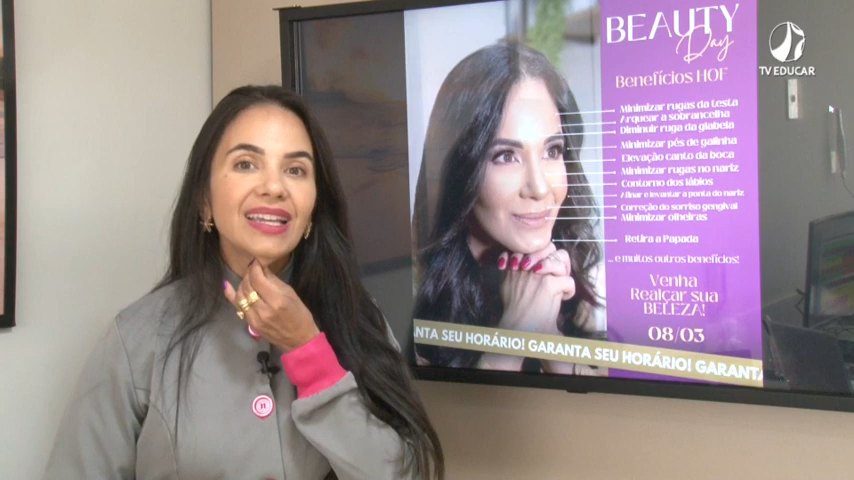 BEAUTY
Day
TV EDUCAR
Benefícios HOF
Minimizar rugas da testa
Arquear a sobrancelha
Diminuir ruga da glabela
Minimizar pés de galinha
Elevação canto da boca
Minimizar rugas no nariz
Contorno dos lábios
Afinar e levantar a ponta do nariz
Correção do sorriso gengival
Minimizar olheiras
Retira a Papada
... e muitos outros benefícios!
Venha
Realçar sua
BELEZA!
08/03
ANTA SEU HORÁRIO! GARANTA SEU HORÁRIO! GARANTA